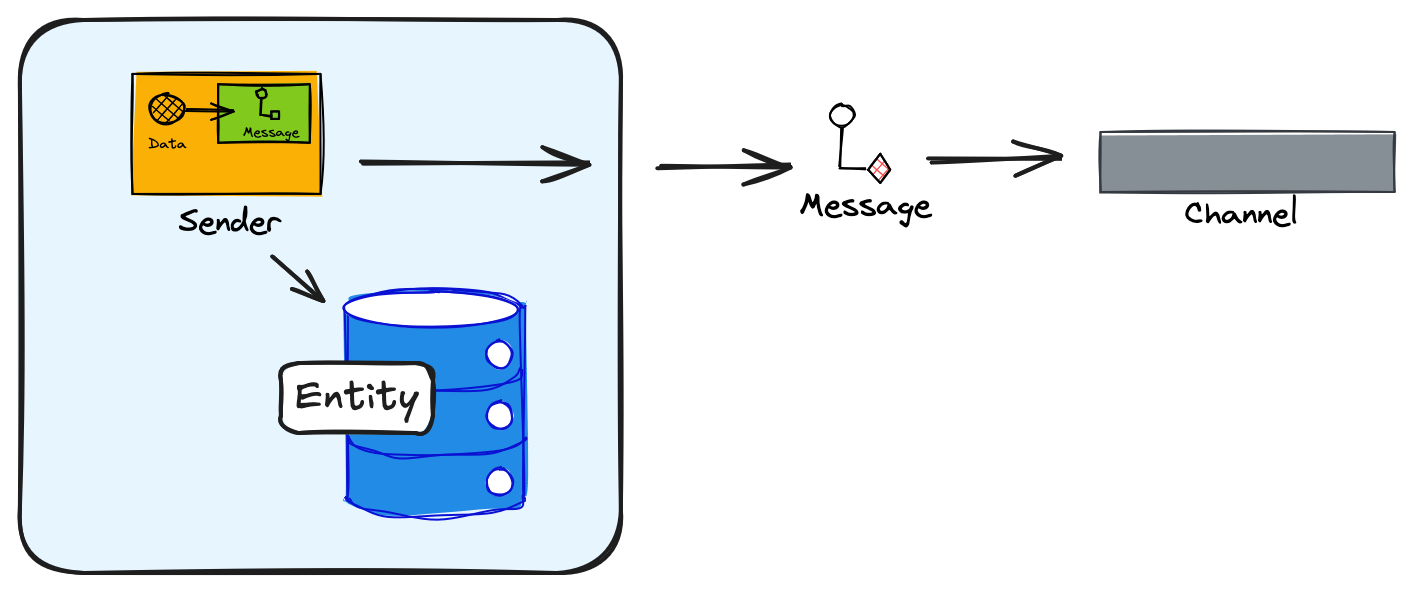 Data
Message
Sender
Entity
Message
Channel